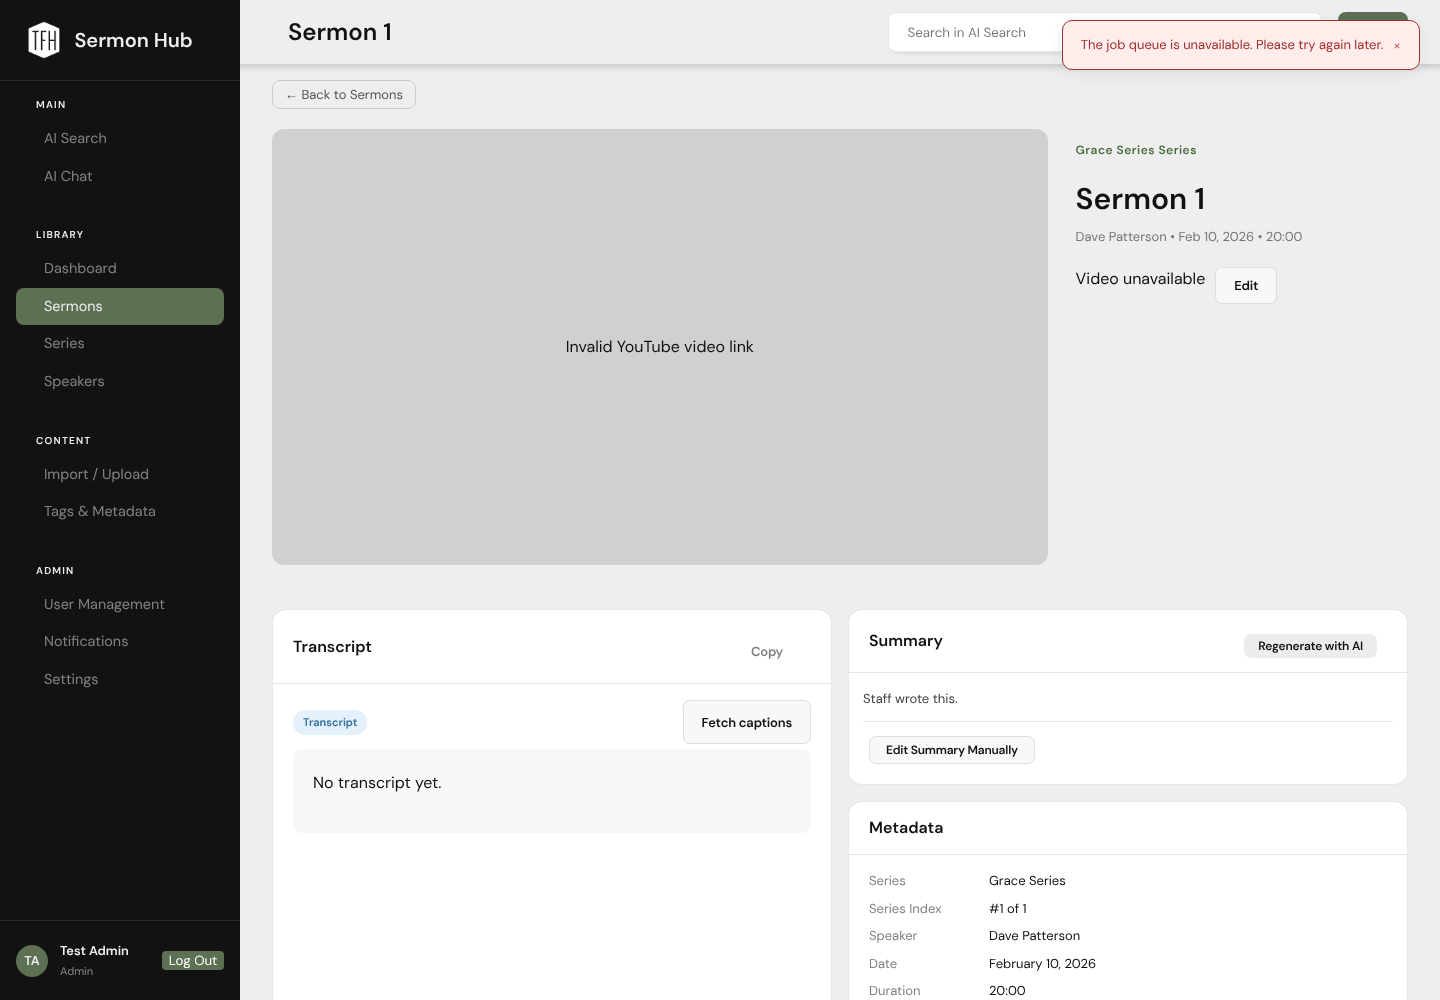 TFH
Sermon Hub
MAIN
AI Search
AI Chat
LIBRARY
Dashboard
Sermons
Series
Speakers
CONTENT
Import / Upload
Tags & Metadata
ADMIN
User Management
Notifications
Settings
TA
Test Admin
Admin
Log Out
Sermon 1
Search in AI Search
The job queue is unavailable. Please try again later. ×
← Back to Sermons
Invalid YouTube video link
Grace Series Series
Sermon 1
Dave Patterson • Feb 10, 2026 • 20:00
Video unavailable
Edit
Transcript
Copy
Transcript
Fetch captions
No transcript yet.
Summary
Regenerate with AI
Staff wrote this.
Edit Summary Manually
Metadata
Series Grace Series
Series Index #1 of 1
Speaker Dave Patterson
Date February 10, 2026
Duration 20:00